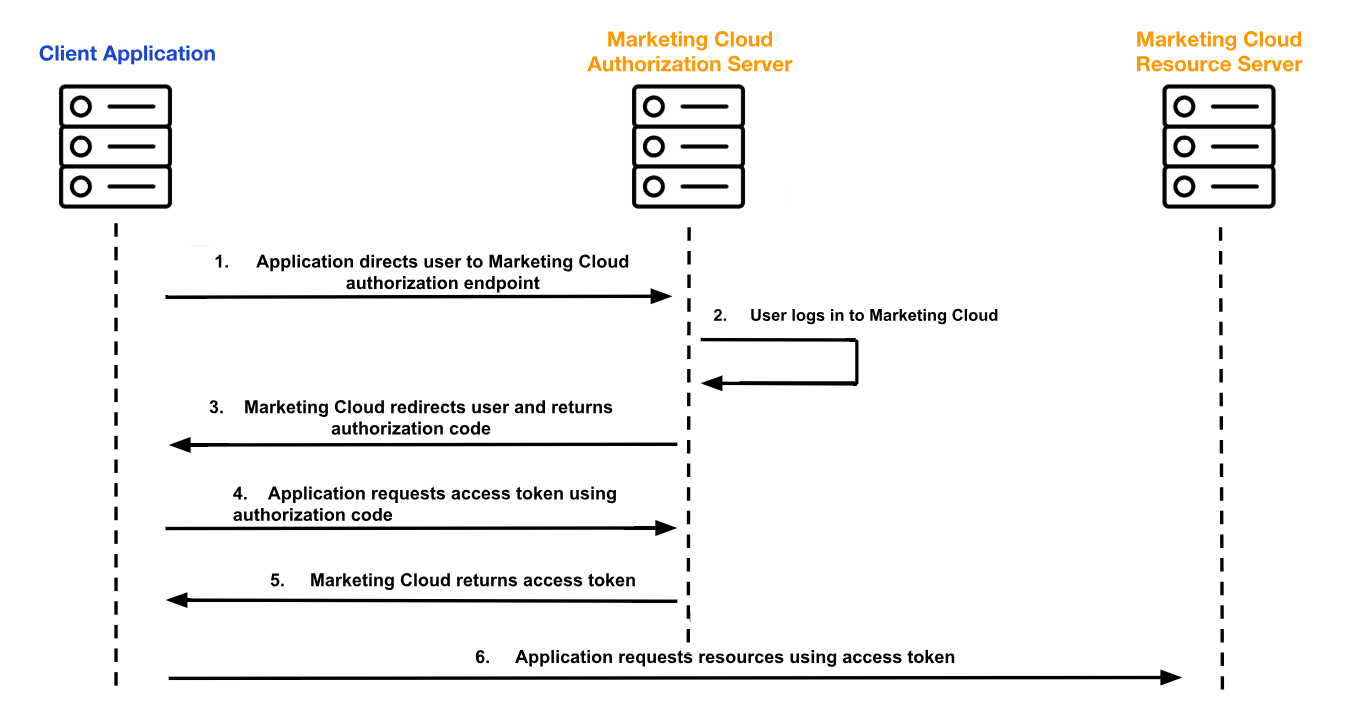 Client Application
Marketing Cloud
Authorization Server
Marketing Cloud
Resource Server
1. Application directs user to Marketing Cloud
authorization endpoint
2. User logs in to Marketing Cloud
3. Marketing Cloud redirects user and returns
authorization code
4. Application requests access token using
authorization code
5. Marketing Cloud returns access token
6. Application requests resources using access token